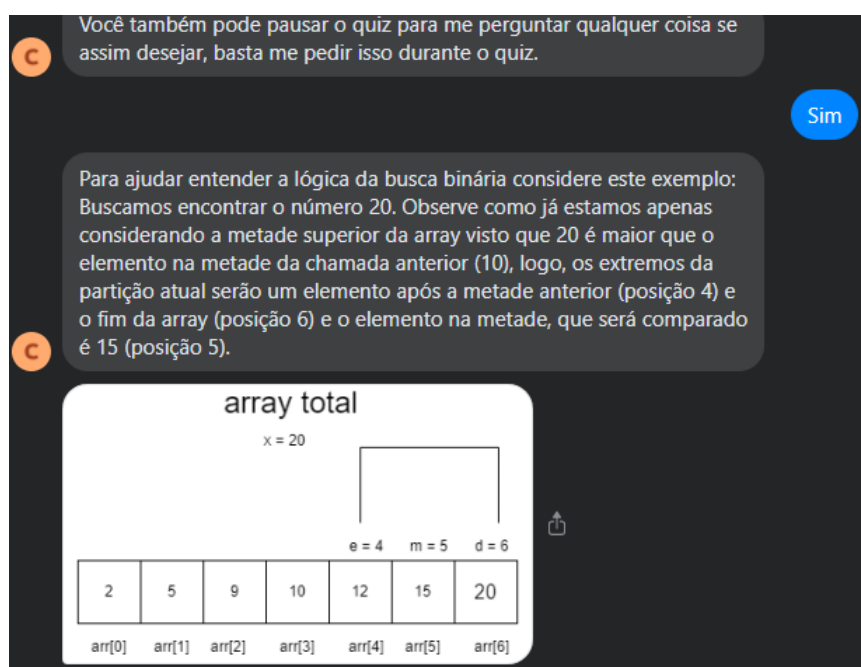 Você também pode pausar o quiz para me perguntar qualquer coisa se
assim desejar, basta me pedir isso durante o quiz.
C
Sim
Para ajudar entender a lógica da busca binária considere este exemplo:
Buscamos encontrar o número 20. Observe como já estamos apenas
considerando a metade superior da array visto que 20 é maior que o
elemento na metade da chamada anterior (10), logo, os extremos da
partição atual serão um elemento após a metade anterior (posição 4) e
o fim da array (posição 6) e o elemento na metade, que será comparado
é 15 (posição 5).
C
array total
x = 20
e = 4 m = 5 d = 6
2 5 9 10 12 15 20
arr[0] arr[1] arr[2] arr[3] arr[4] arr[5] arr[6]